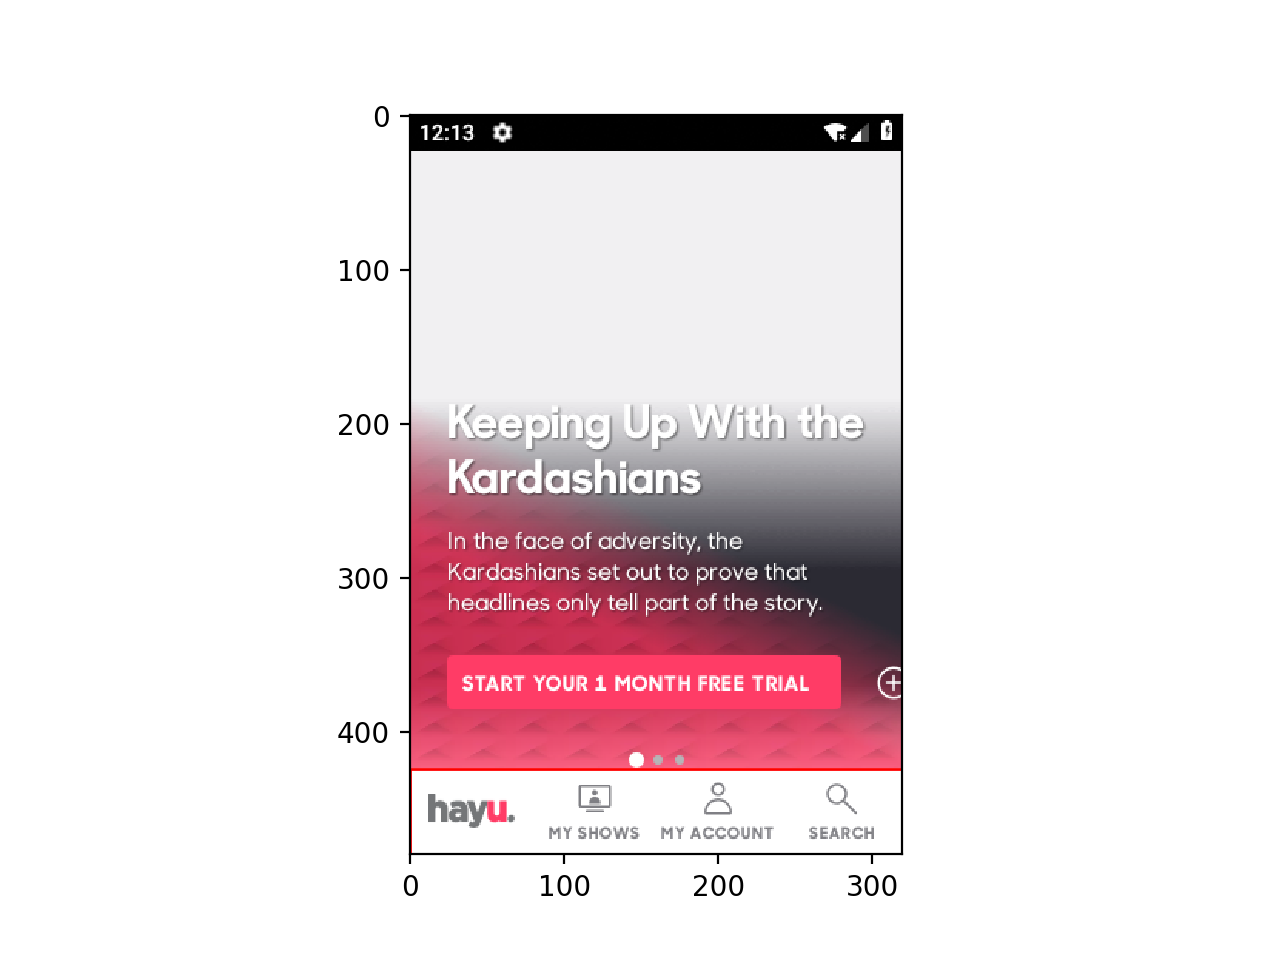 0
12:13
100
200
Keeping Up With the
Kardashians
In the face of adversity, the
300
Kardashians set out to prove that
headlines only tell part of the story.
START YOUR 1 MONTH FREE TRIAL
400
hayu.
MY SHOWS MY ACCOUNT SEARCH
0 100 200 300